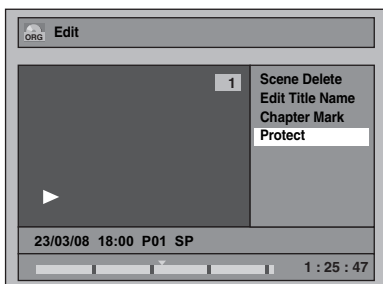 ORG Edit
1
Scene Delete
Edit Title Name
Chapter Mark
Protect
23/03/08 18:00 P01 SP
1 : 25 : 47